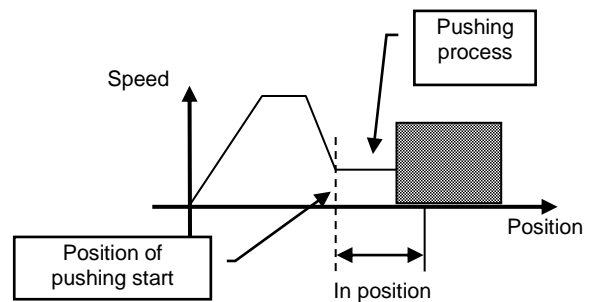 Pushing
process
Speed
Position
Position of
pushing start
In position